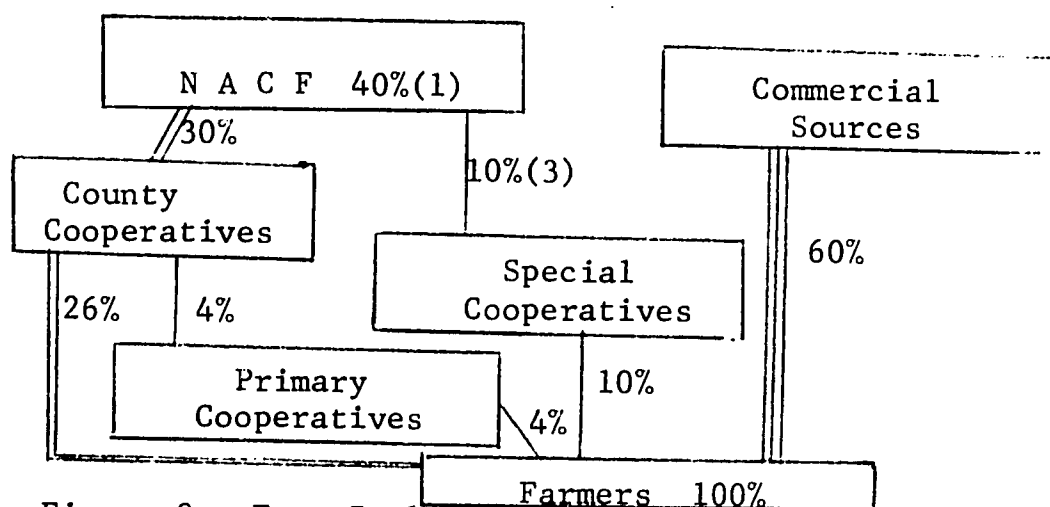 N A C F 40%(1)
Commercial
Sources
30%
10%(3)
County
Cooperatives
60%
Special
Cooperatives
26%
4%
10%
Primary
Cooperatives
4%
Farmers 100%